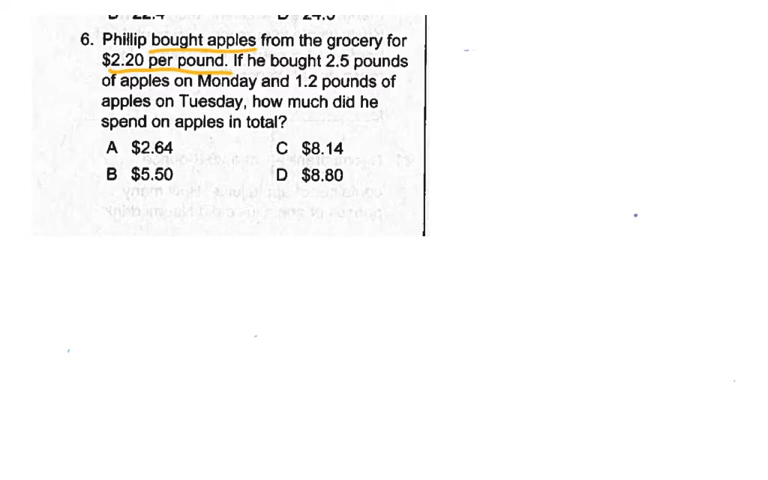 6. Phillip bought apples from the grocery for
$2.20 per pound. If he bought 2.5 pounds
of apples on Monday and 1.2 pounds of
apples on Tuesday, how much did he
spend on apples in total?
A $2.64 C $8.14
B $5.50 D $8.80